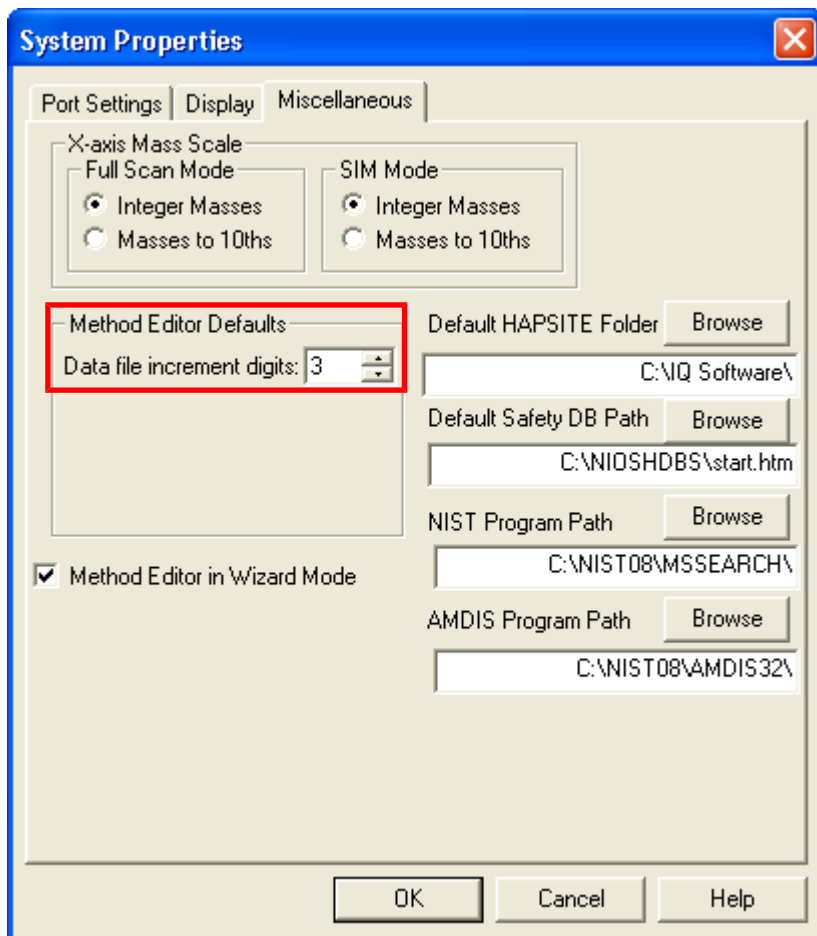 System Properties
Port Settings
Display
Miscellaneous
X-axis Mass Scale
Full Scan Mode
Integer Masses
Masses to 10ths
SIM Mode
Integer Masses
Masses to 10ths
Method Editor Defaults
Data file increment digits: 3
Method Editor in Wizard Mode
Default HAPSITE Folder
Browse
C:\IQ Software\
Default Safety DB Path
Browse
C:\NIOSHDBS\start.htm
NIST Program Path
Browse
C:\NIST08\MSSEARCH\
AMDIS Program Path
Browse
C:\NIST08\AMDIS32\
OK
Cancel
Help